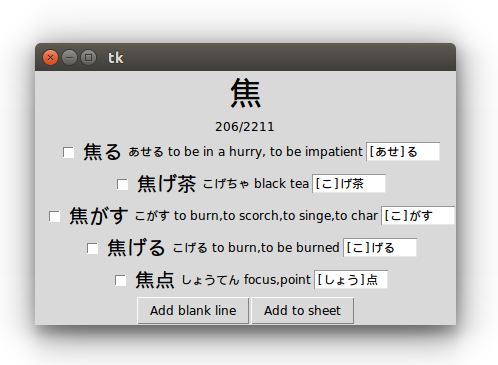 tk
焦
206/2211
焦る あせる to be in a hurry, to be impatient [あせ]る
焦げ茶 こげちゃ black tea [こ]げ茶
焦がす こがす to burn,to scorch,to singe,to char [こ]がす
焦げる こげる to burn,to be burned [こ]げる
焦点 しょうてん focus,point [しょう]点
Add blank line Add to sheet